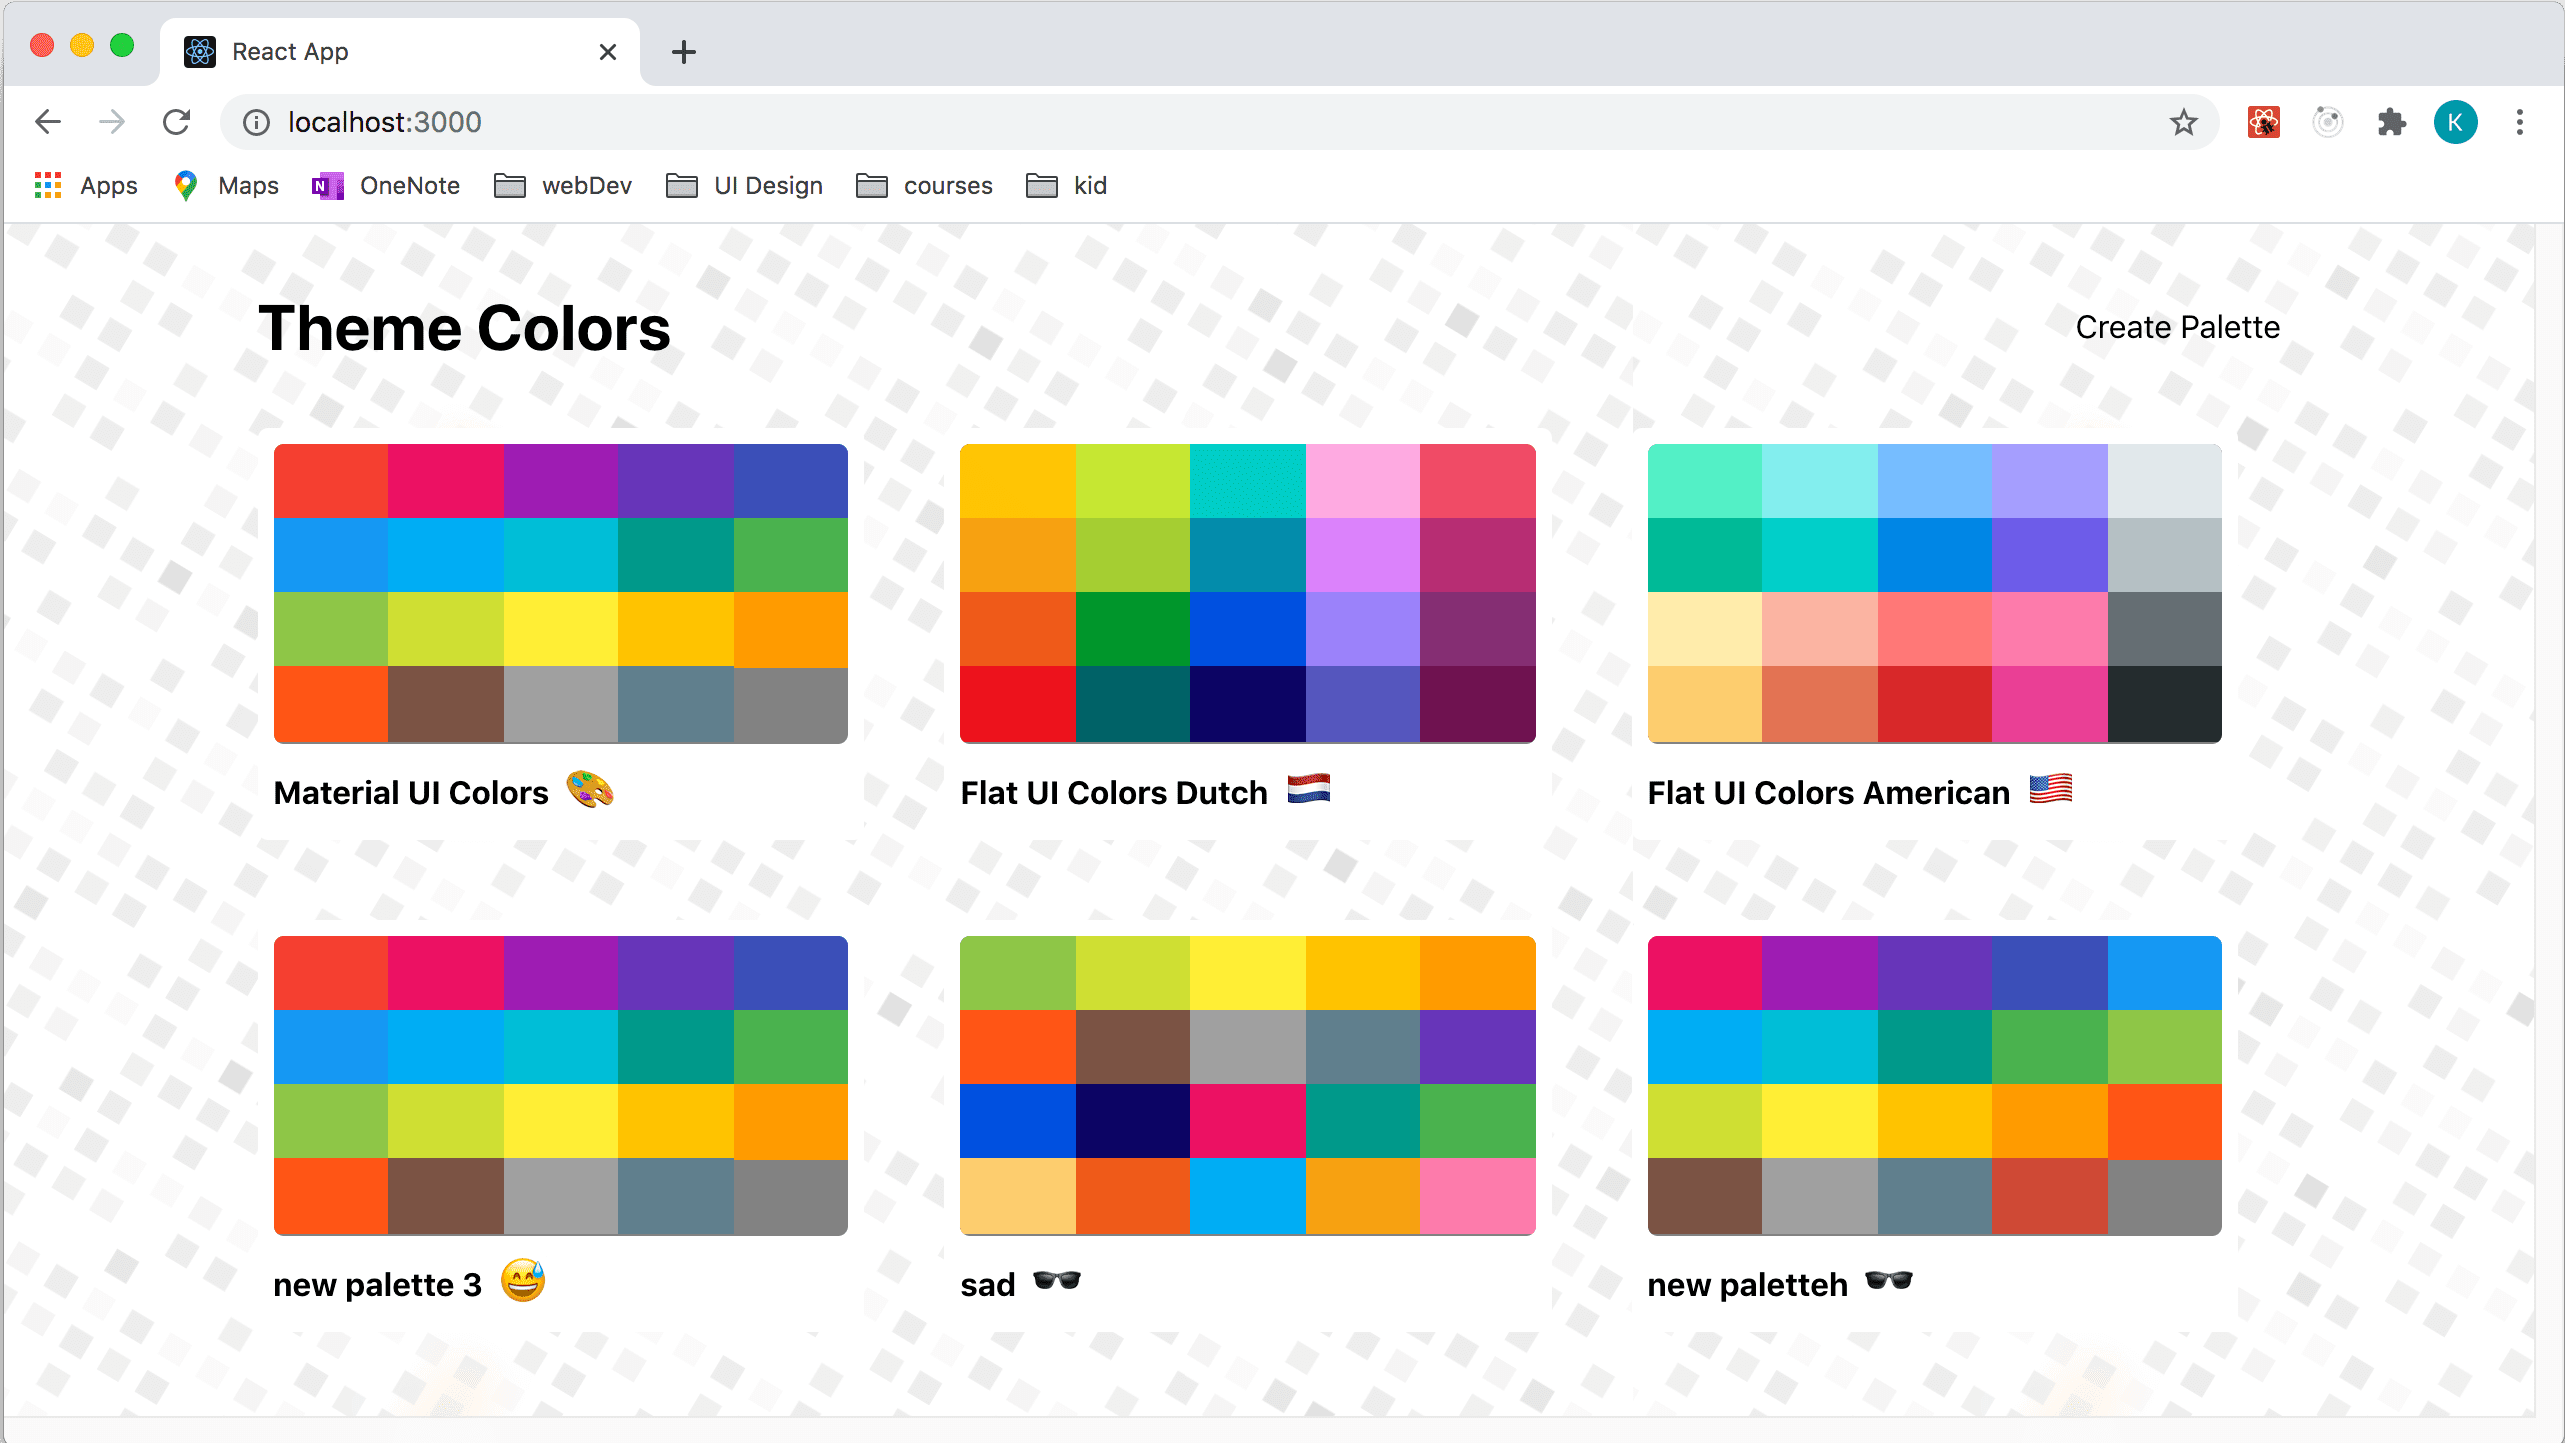 React App
localhost:3000
K
Apps Maps N OneNote webDev UI Design courses kid
Theme Colors
Create Palette
Material UI Colors 🎨
Flat UI Colors Dutch 🇳🇱
Flat UI Colors American 🇺🇸
new palette 3 😅
sad 🕶️
new paletteh 🕶️